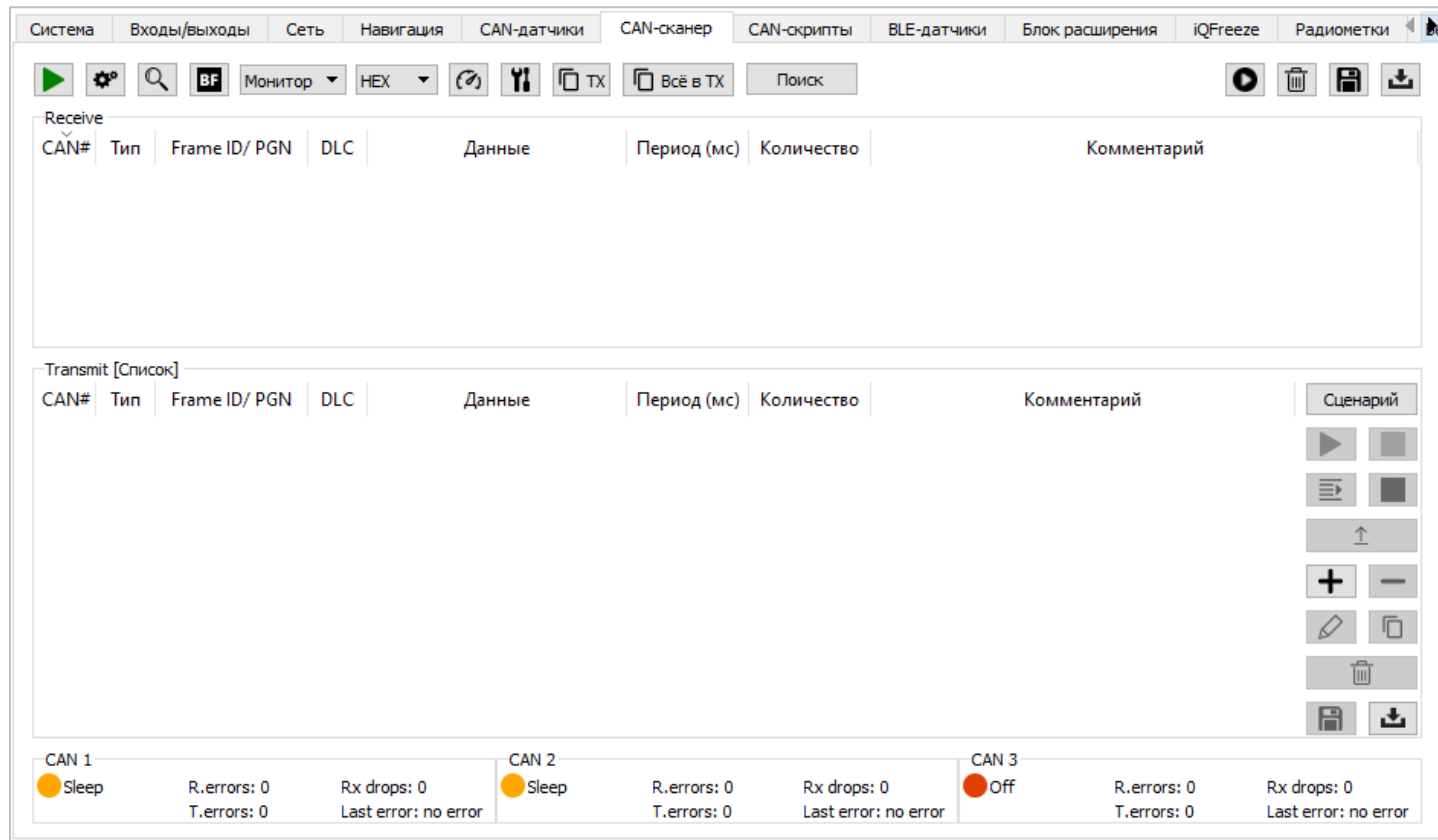 Система Входы/выходы Сеть Навигация CAN-датчики CAN-сканер CAN-скрипты BLE-датчики Блок расширения iQFreeze Радиометки
BF Монитор HEX TX Всё в TX Поиск
Receive
CAN# Тип Frame ID/ PGN DLC Данные Период (мс) Количество Комментарий
Transmit [Список]
CAN# Тип Frame ID/ PGN DLC Данные Период (мс) Количество Комментарий Сценарий
CAN 1 CAN 2 CAN 3
Sleep R.errors: 0 Rx drops: 0 Sleep R.errors: 0 Rx drops: 0 Off R.errors: 0 Rx drops: 0
T.errors: 0 Last error: no error T.errors: 0 Last error: no error T.errors: 0 Last error: no error